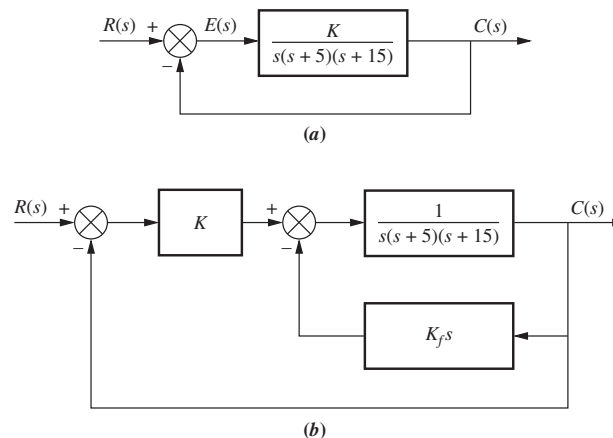 R(s) + E(s) K C(s)
−
s(s + 5)(s + 15)
(a)
R(s) + K + 1 C(s)
− −
s(s + 5)(s + 15)
K_f s
(b)